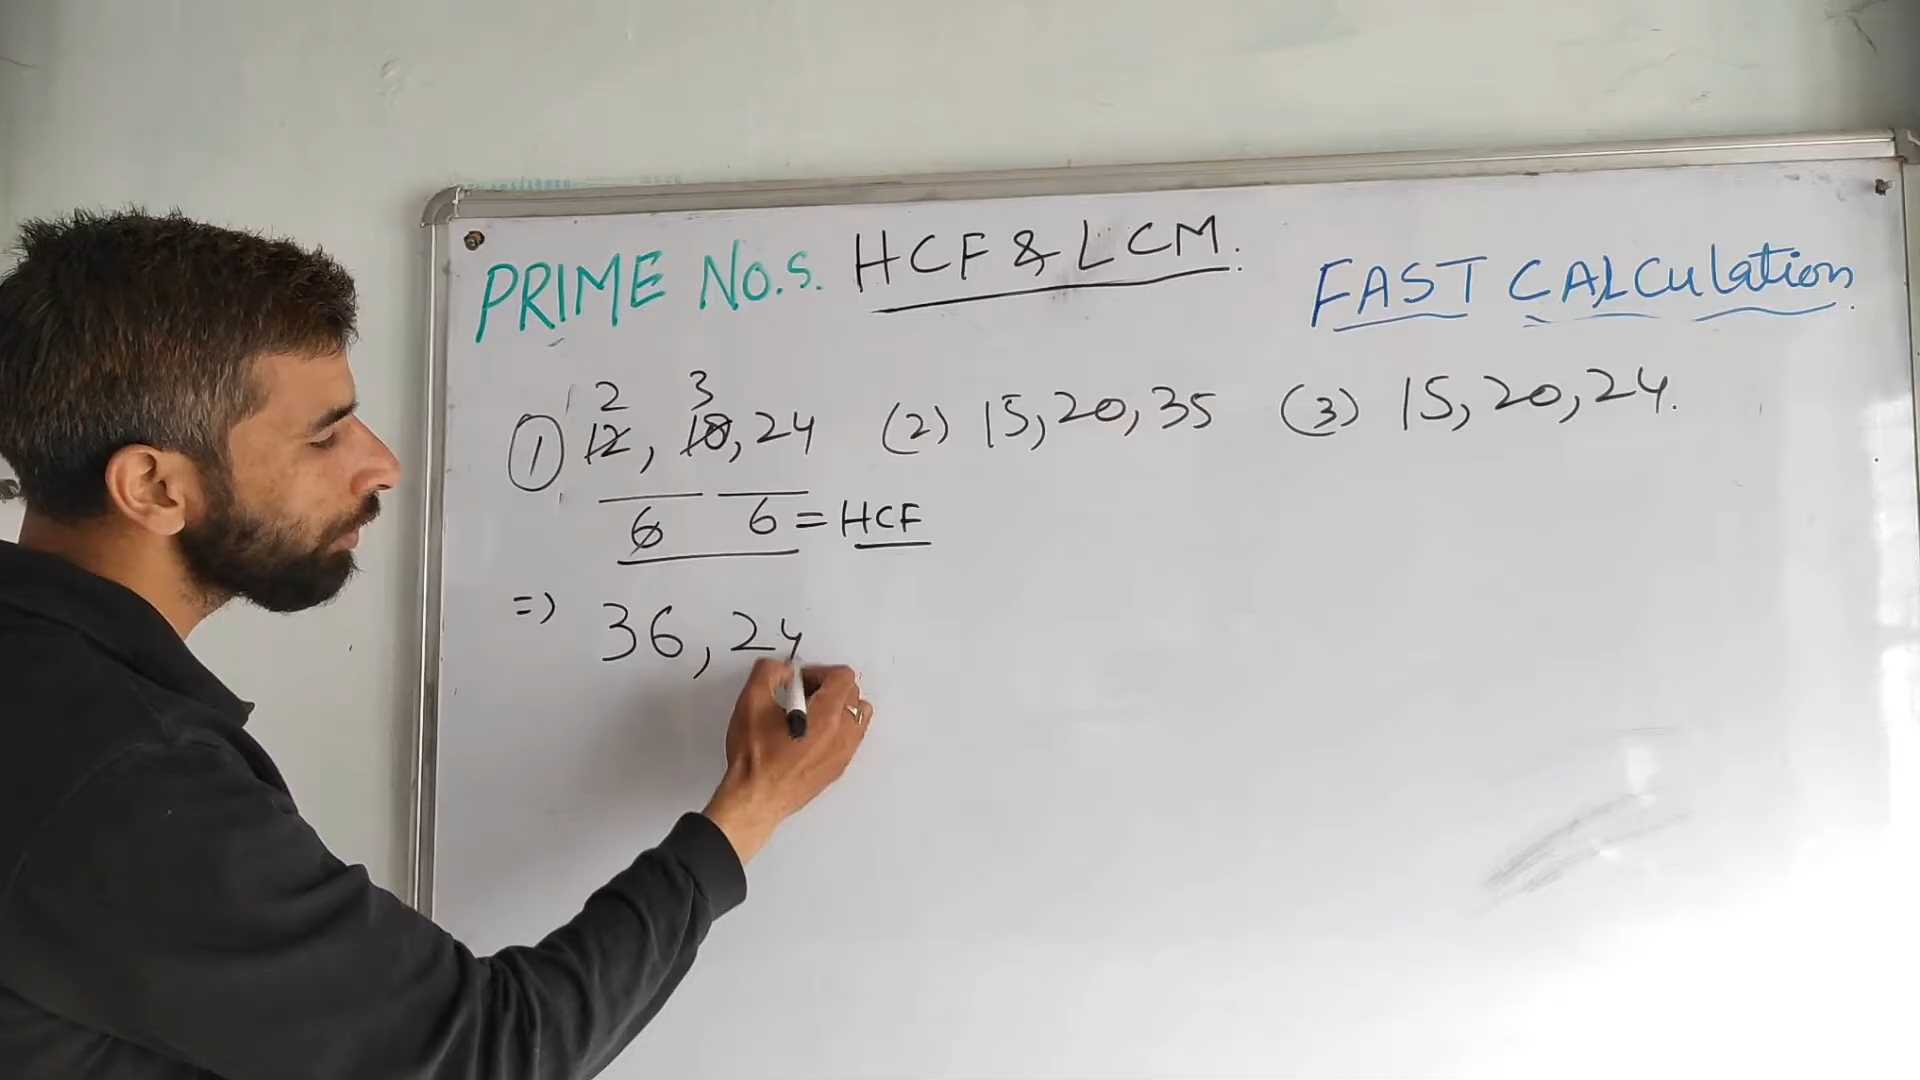 PRIME No.s. HCF & LCM. FAST CALCulation.
2 3
① 12, 18, 24 (2) 15, 20, 35 (3) 15, 20, 24.
6 6 = HCF
=) 36, 24